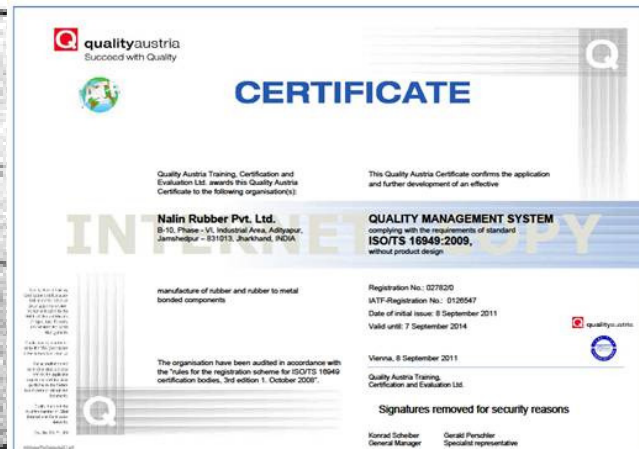 qualityaustria
Succeed with Quality
CERTIFICATE
Quality Austria Training, Certification and
Evaluation Ltd. awards this Quality Austria
Certificate to the following organisation(s):
This Quality Austria Certificate confirms the application
and further development of an effective
INTERNET COPY
Nalin Rubber Pvt. Ltd.
B-10, Phase - VI, Industrial Area, Adityapur,
Jamshedpur – 831013, Jharkhand, INDIA
QUALITY MANAGEMENT SYSTEM
complying with the requirements of standard
ISO/TS 16949:2009,
without product design
manufacture of rubber and rubber to metal
bonded components
Registration No.: 02782/0
IATF-Registration No.: 0126547
Date of initial issue: 8 September 2011
Valid until: 7 September 2014
qualityaustria
Vienna, 8 September 2011
The organisation have been audited in accordance with
the "rules for the registration scheme for ISO/TS 16949
certification bodies, 3rd edition 1. October 2008".
Quality Austria Training,
Certification and Evaluation Ltd.
Signatures removed for security reasons
Konrad Scheiber
General Manager
Gerald Perschler
Specialist representative